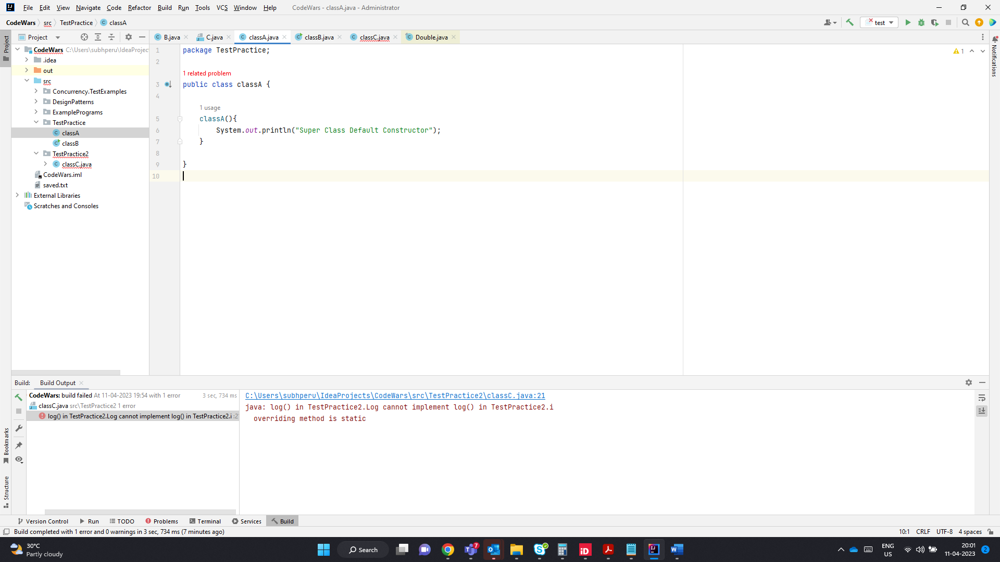 File Edit View Navigate Code Refactor Build Run Tools VCS Window Help CodeWars - classA.java - Administrator
CodeWars src TestPractice classA
test
Project
B.java C.java classA.java classB.java classC.java Double.java
Project
Notifications
CodeWars C:\Users\subhperu\IdeaProjec
.idea
out
src
Concurrency.TestExamples
DesignPatterns
ExamplePrograms
TestPractice
classA
classB
TestPractice2
classC.java
CodeWars.iml
saved.txt
External Libraries
Scratches and Consoles
1 package TestPractice;
1
2
1 related problem
3 public class classA {
4
1 usage
5 classA(){
6 System.out.println("Super Class Default Constructor");
7 }
8
9 }
10
Build: Build Output
CodeWars: build failed At 11-04-2023 19:54 with 1 error 3 sec, 734 ms
classC.java src\TestPractice2 1 error
log() in TestPractice2.Log cannot implement log() in TestPractice2.i :2
C:\Users\subhperu\IdeaProjects\CodeWars\src\TestPractice2\classC.java:21
java: log() in TestPractice2.Log cannot implement log() in TestPractice2.i
overriding method is static
Bookmarks
Structure
Version Control Run TODO Problems Terminal Services Build
Build completed with 1 error and 0 warnings in 3 sec, 734 ms (7 minutes ago)
10:1 CRLF UTF-8 4 spaces
30°C
Partly cloudy
Search
7
iD
ENG
US
20:01
11-04-2023
2